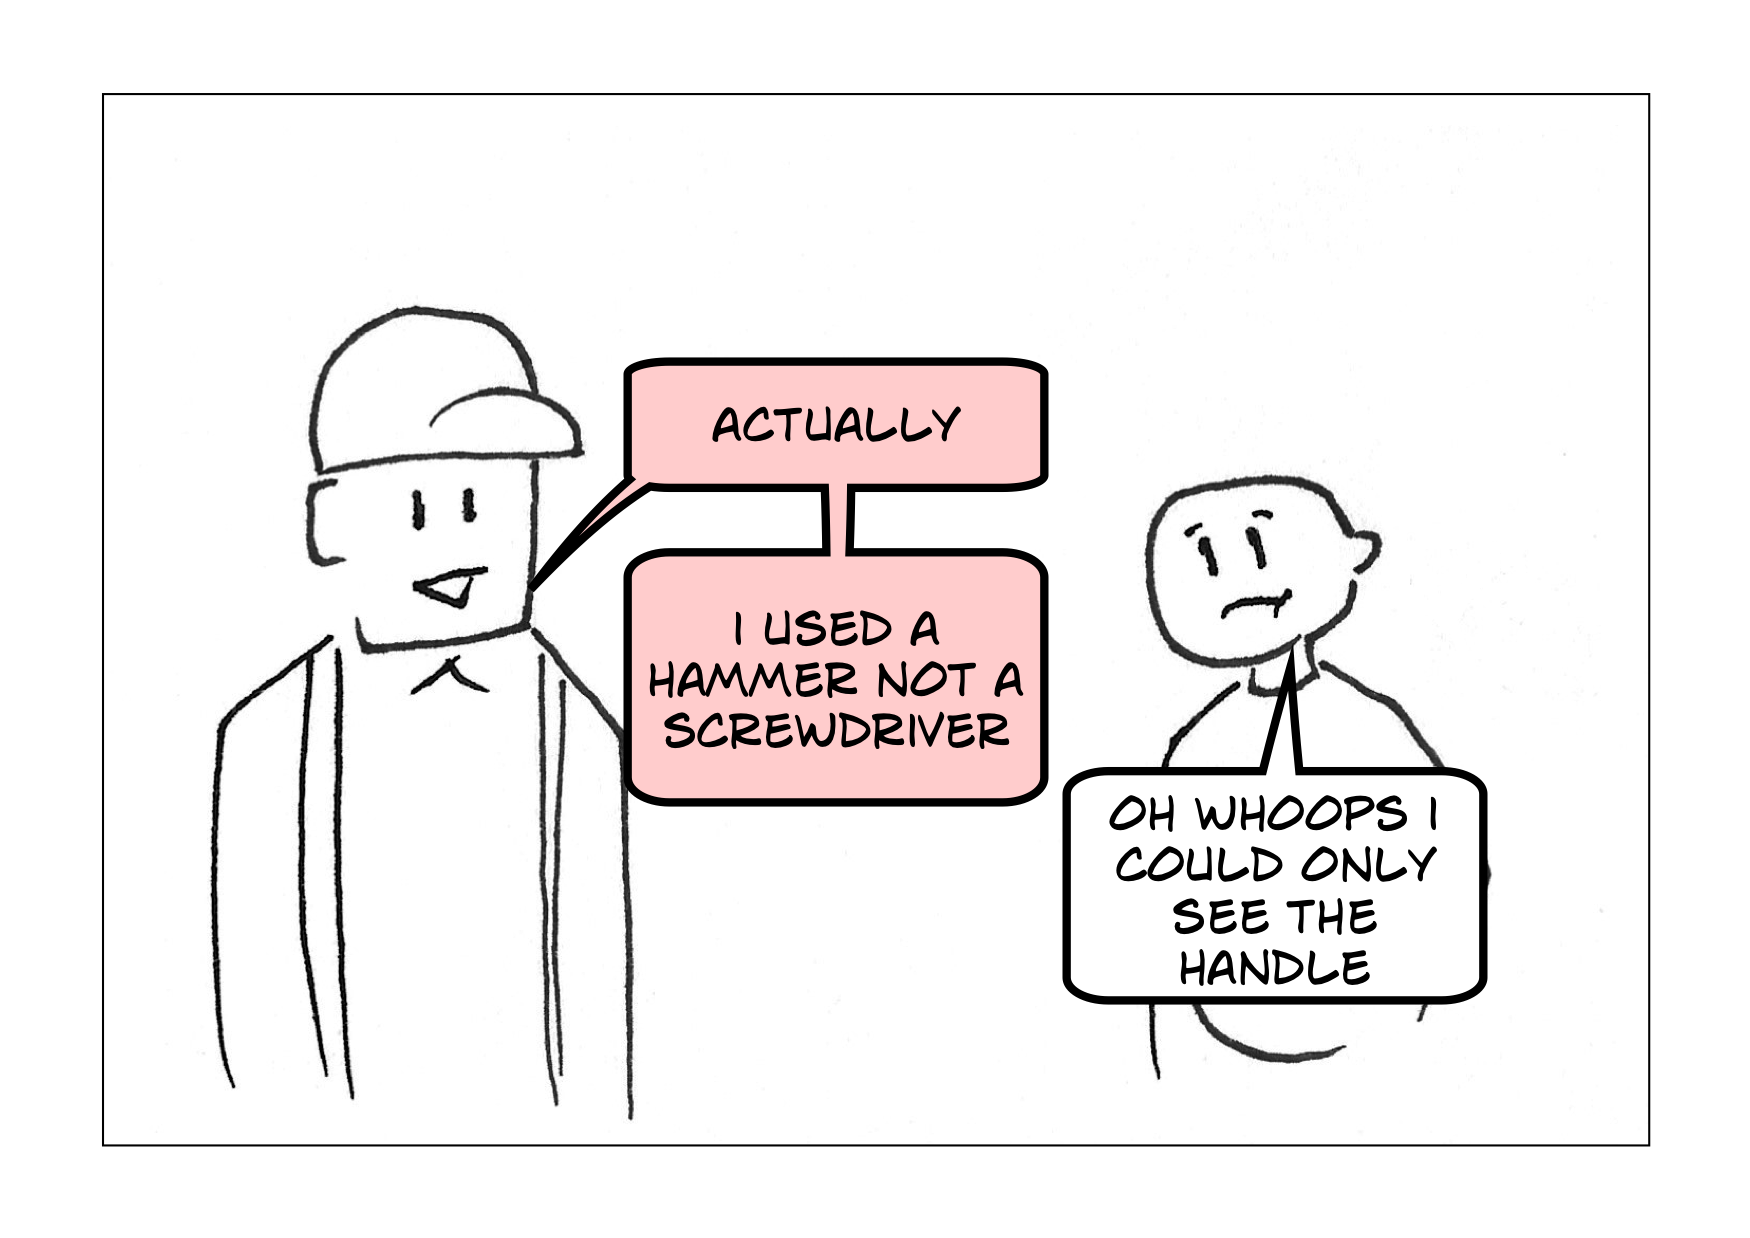 ACTUALLY
I USED A
HAMMER NOT A
SCREWDRIVER
OH WHOOPS I
COULD ONLY
SEE THE
HANDLE